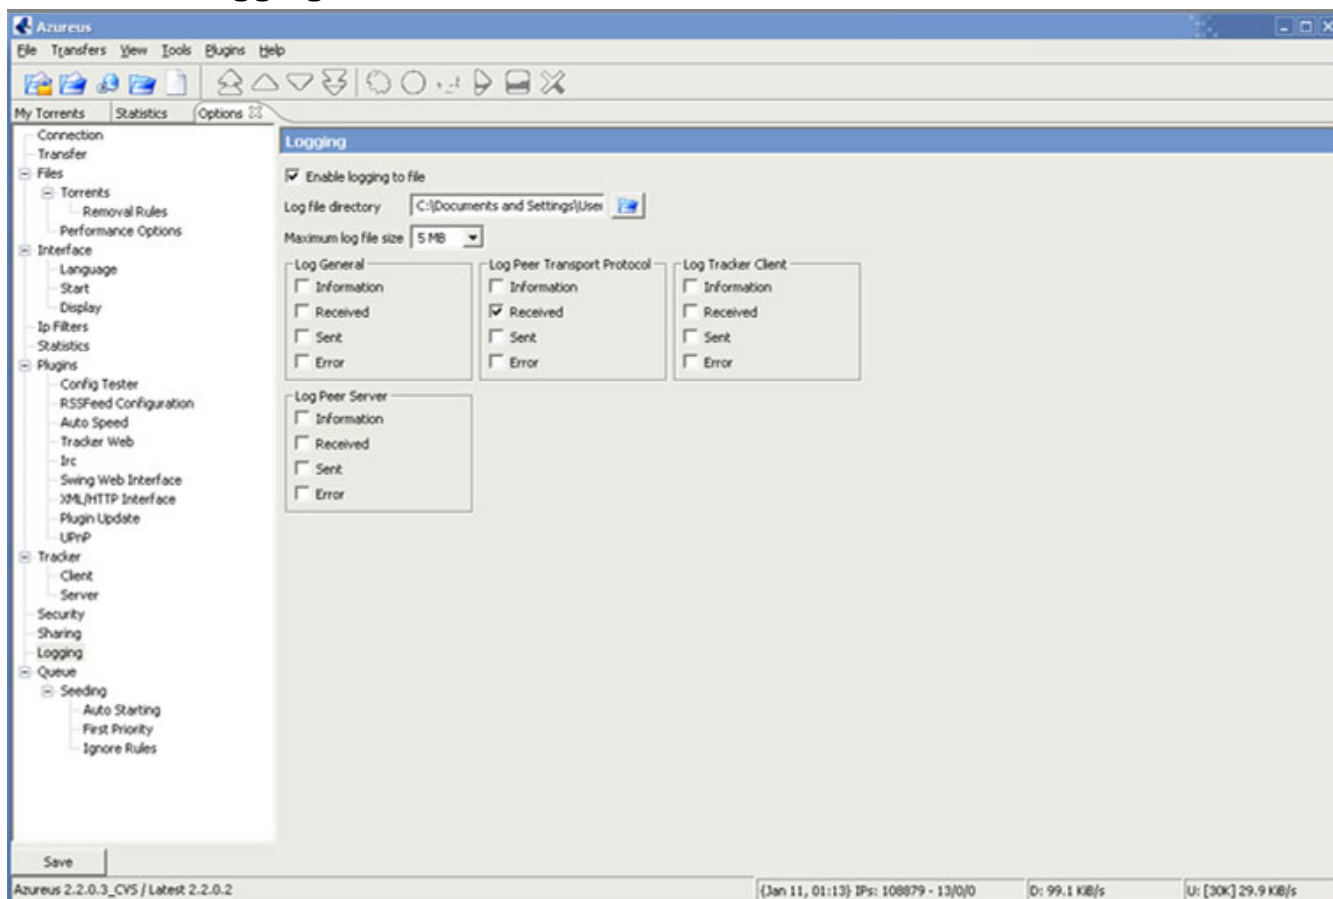 gging
Azureus
File Transfers View Tools Plugins Help
My Torrents Statistics Options
Connection
Transfer
Files
Torrents
Removal Rules
Performance Options
Interface
Language
Start
Display
Ip Filters
Statistics
Plugins
Config Tester
RSSFeed Configuration
Auto Speed
Tracker Web
Irc
Swing Web Interface
XML/HTTP Interface
Plugin Update
UPnP
Tracker
Client
Server
Security
Sharing
Logging
Queue
Seeding
Auto Starting
First Priority
Ignore Rules
Logging
Enable logging to file
Log file directory C:\Documents and Settings\User
Maximum log file size 5 MB
Log General
Information
Received
Sent
Error
Log Peer Transport Protocol
Information
Received
Sent
Error
Log Tracker Client
Information
Received
Sent
Error
Log Peer Server
Information
Received
Sent
Error
Save
Azureus 2.2.0.3_CVS / Latest 2.2.0.2 {Jan 11, 01:13} IPs: 108879 - 13/0/0 D: 99.1 KiB/s U: [30K] 29.9 KiB/s